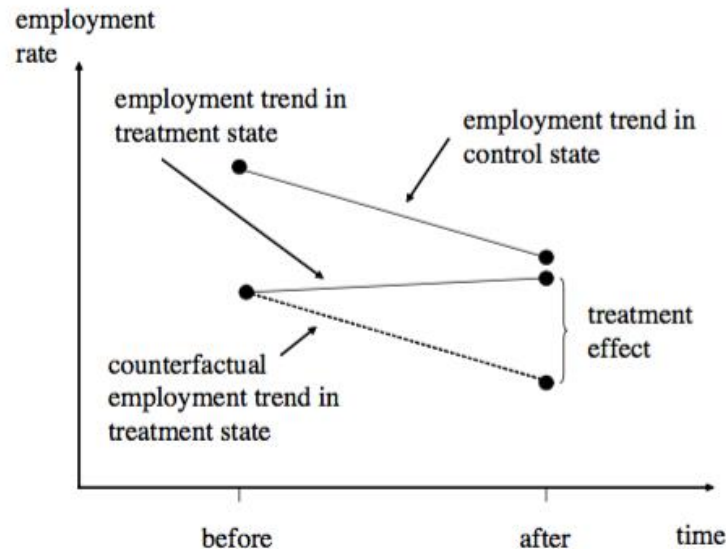 employment
rate
employment trend in
treatment state
employment trend in
control state
treatment
effect
counterfactual
employment trend in
treatment state
before
after
time